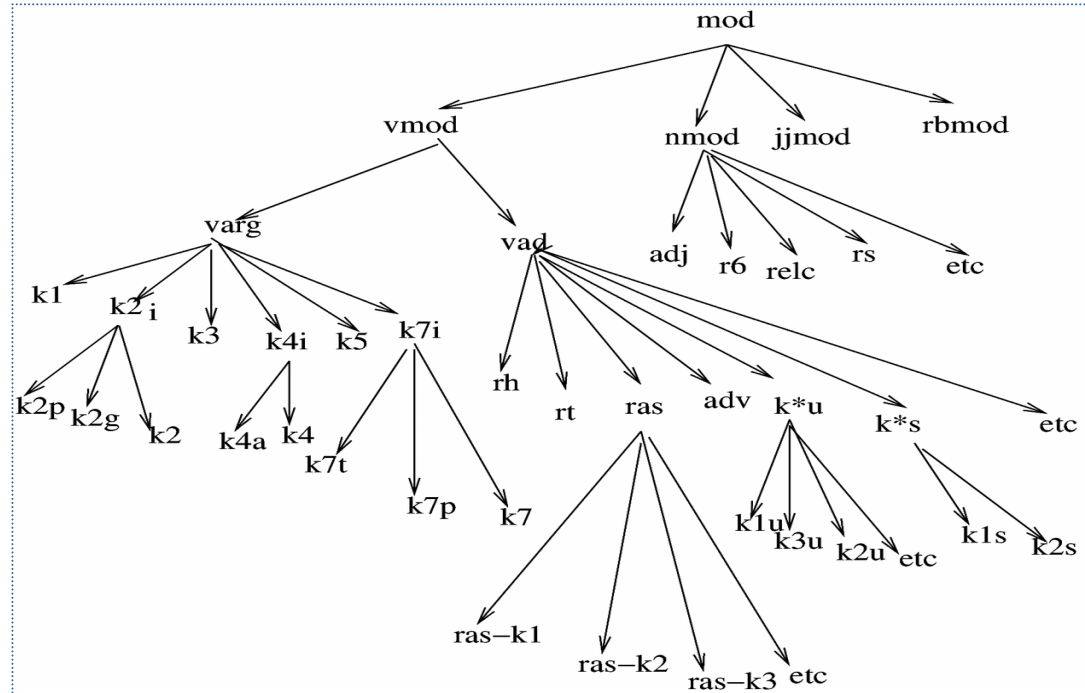 mod
vmod
nmod
jjmod
rbmod
varg
vad
adj
r6
relc
rs
etc
k1
k2i
k3
k4i
k5
k7i
rh
rt
ras
adv
k*u
k*s
etc
k2p
k2g
k2
k4a
k4
k7t
k7p
k7
k1u
k3u
k2u
etc
k1s
k2s
ras−k1
ras−k2
ras−k3
etc